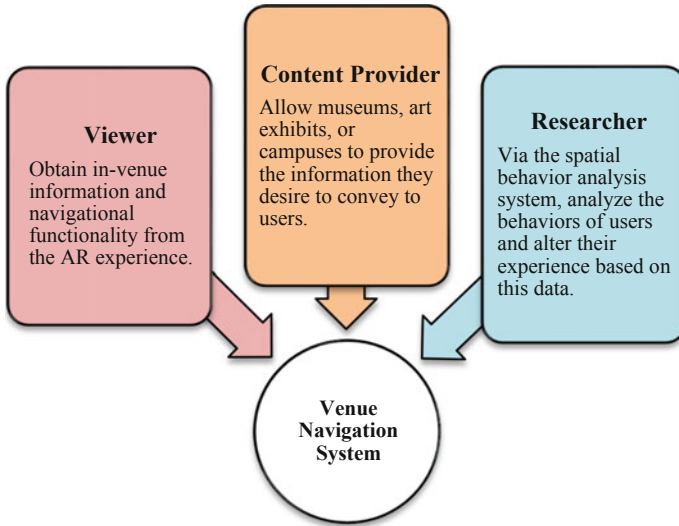 Viewer
Obtain in-venue
information and
navigational
functionality from
the AR experience.
Content Provider
Allow museums, art
exhibits, or
campuses to provide
the information they
desire to convey to
users.
Researcher
Via the spatial
behavior analysis
system, analyze the
behaviors of users
and alter their
experience based on
this data.
Venue
Navigation
System